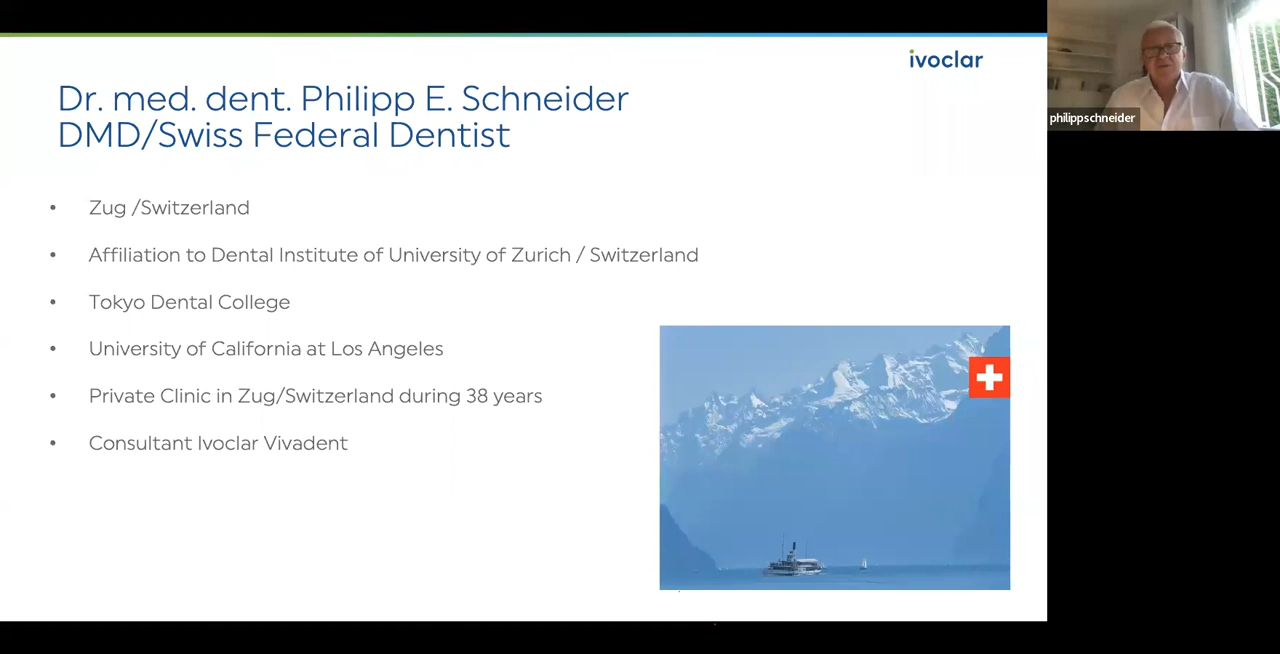 ivoclar
Dr. med. dent. Philipp E. Schneider
DMD/Swiss Federal Dentist
• Zug /Switzerland
• Affiliation to Dental Institute of University of Zurich / Switzerland
• Tokyo Dental College
• University of California at Los Angeles
• Private Clinic in Zug/Switzerland during 38 years
• Consultant Ivoclar Vivadent
philippschneider